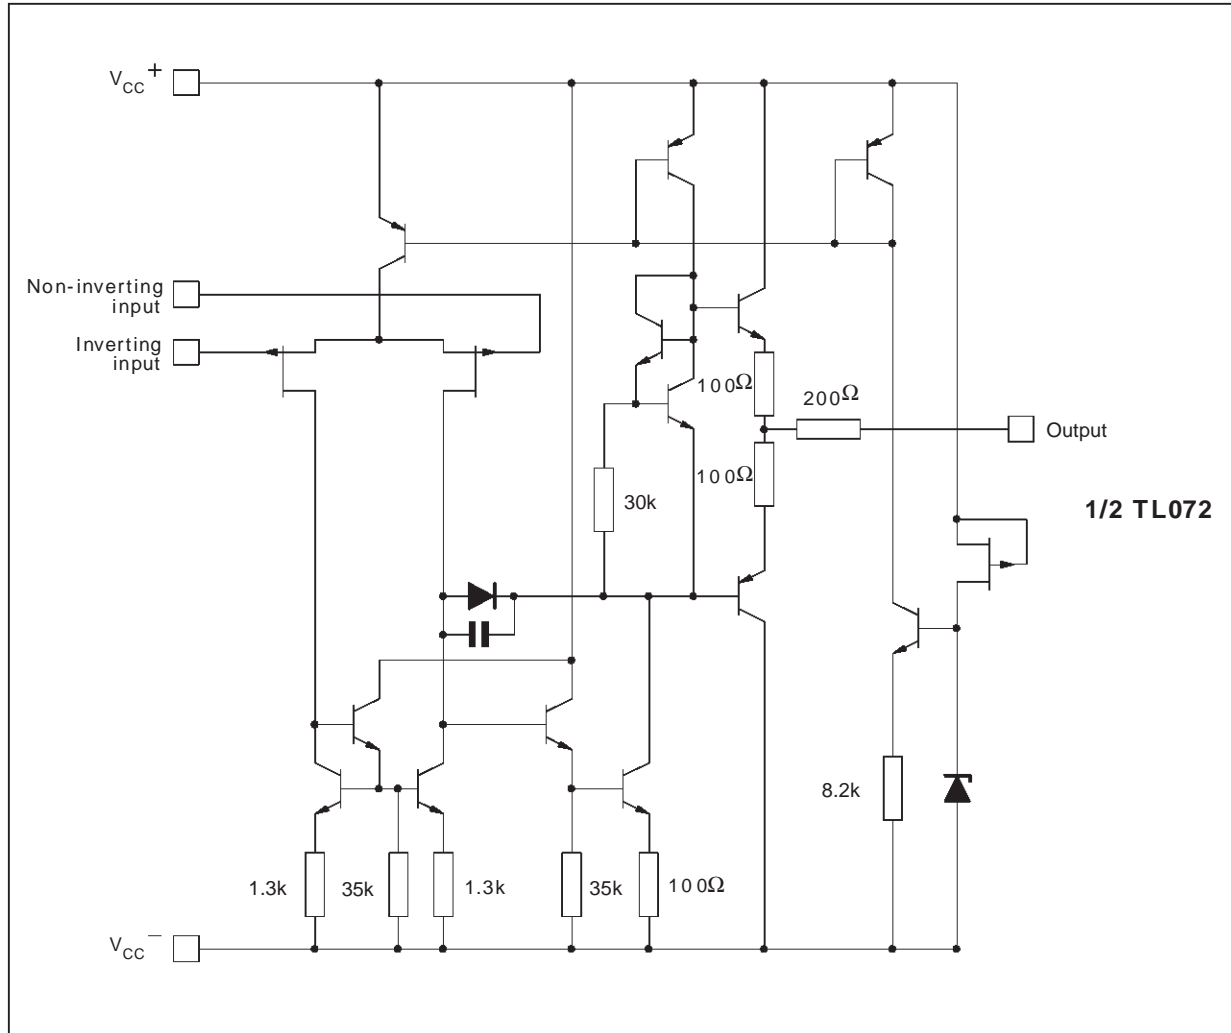 VCC+
Non-inverting
input
Inverting
input
100Ω
200Ω
Output
100Ω
30k
1/2 TL072
8.2k
1.3k
35k
1.3k
35k
100Ω
VCC−